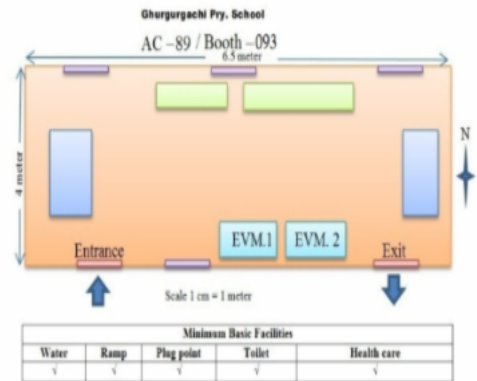 Ghurgurgachi Pry. School
AC –89 / Booth –093
6.5 meter
4 meter
N
EVM.1 EVM. 2
Entrance Exit
Scale 1 cm = 1 meter
Minimum Basic Facilities
Water Ramp Plug point Toilet Health care
√ √ √ √ √